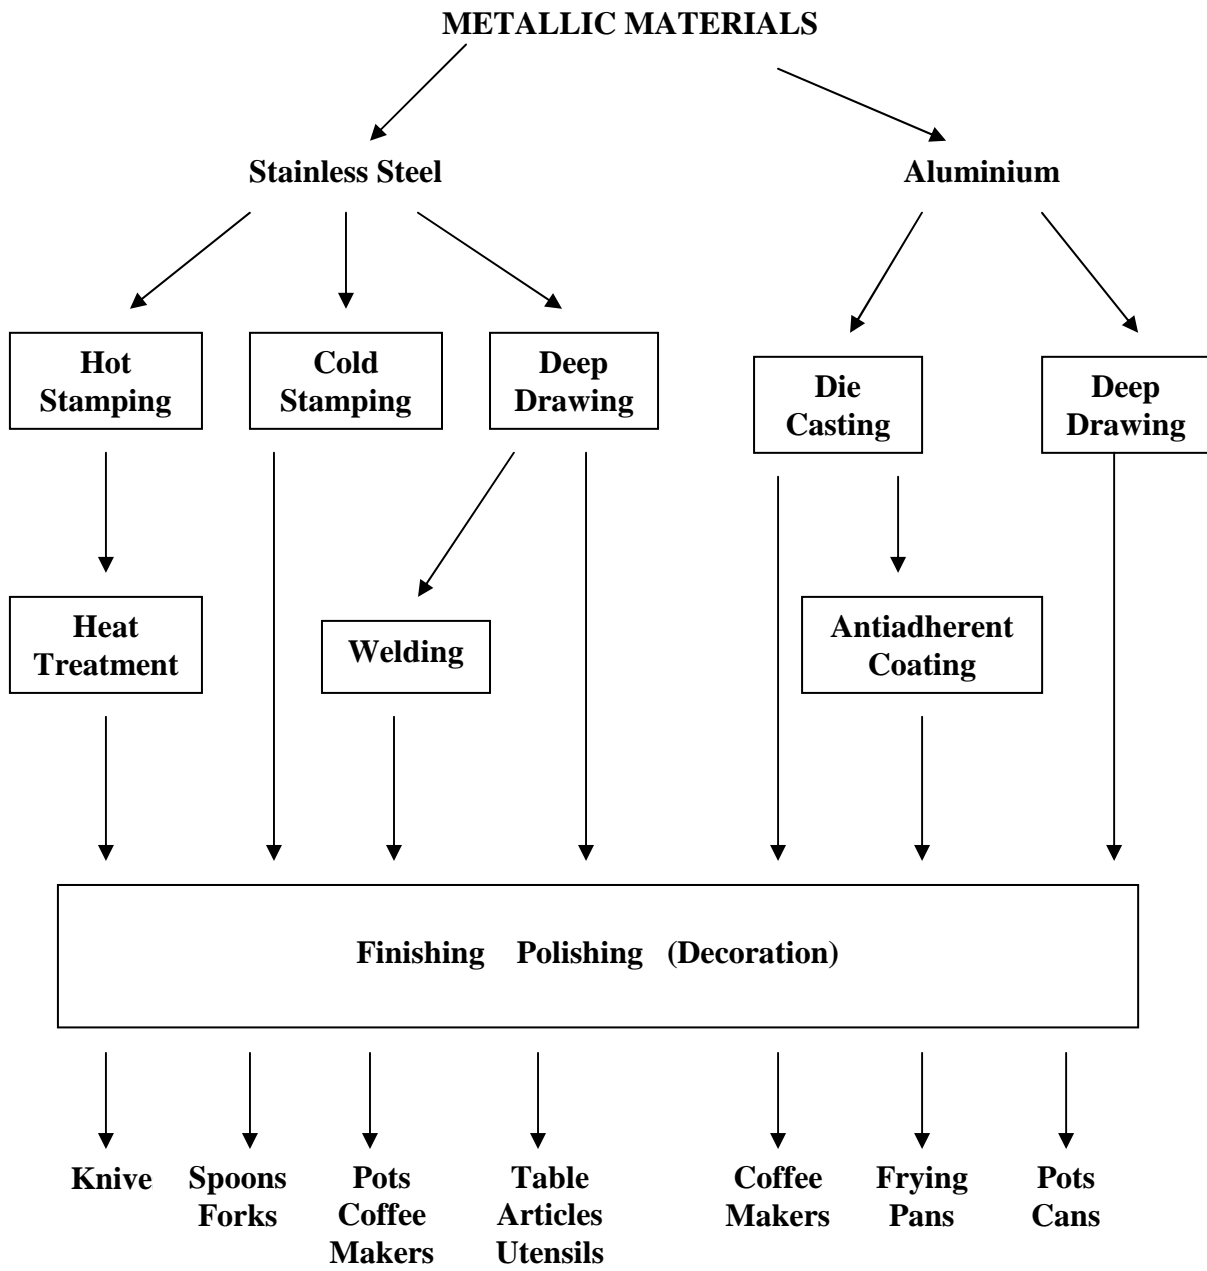 METALLIC MATERIALS
Stainless Steel
Aluminium
Hot
Stamping
Cold
Stamping
Deep
Drawing
Die
Casting
Deep
Drawing
Heat
Treatment
Welding
Antiadherent
Coating
Finishing Polishing (Decoration)
Knive
Spoons
Forks
Pots
Coffee
Makers
Table
Articles
Utensils
Coffee
Makers
Frying
Pans
Pots
Cans